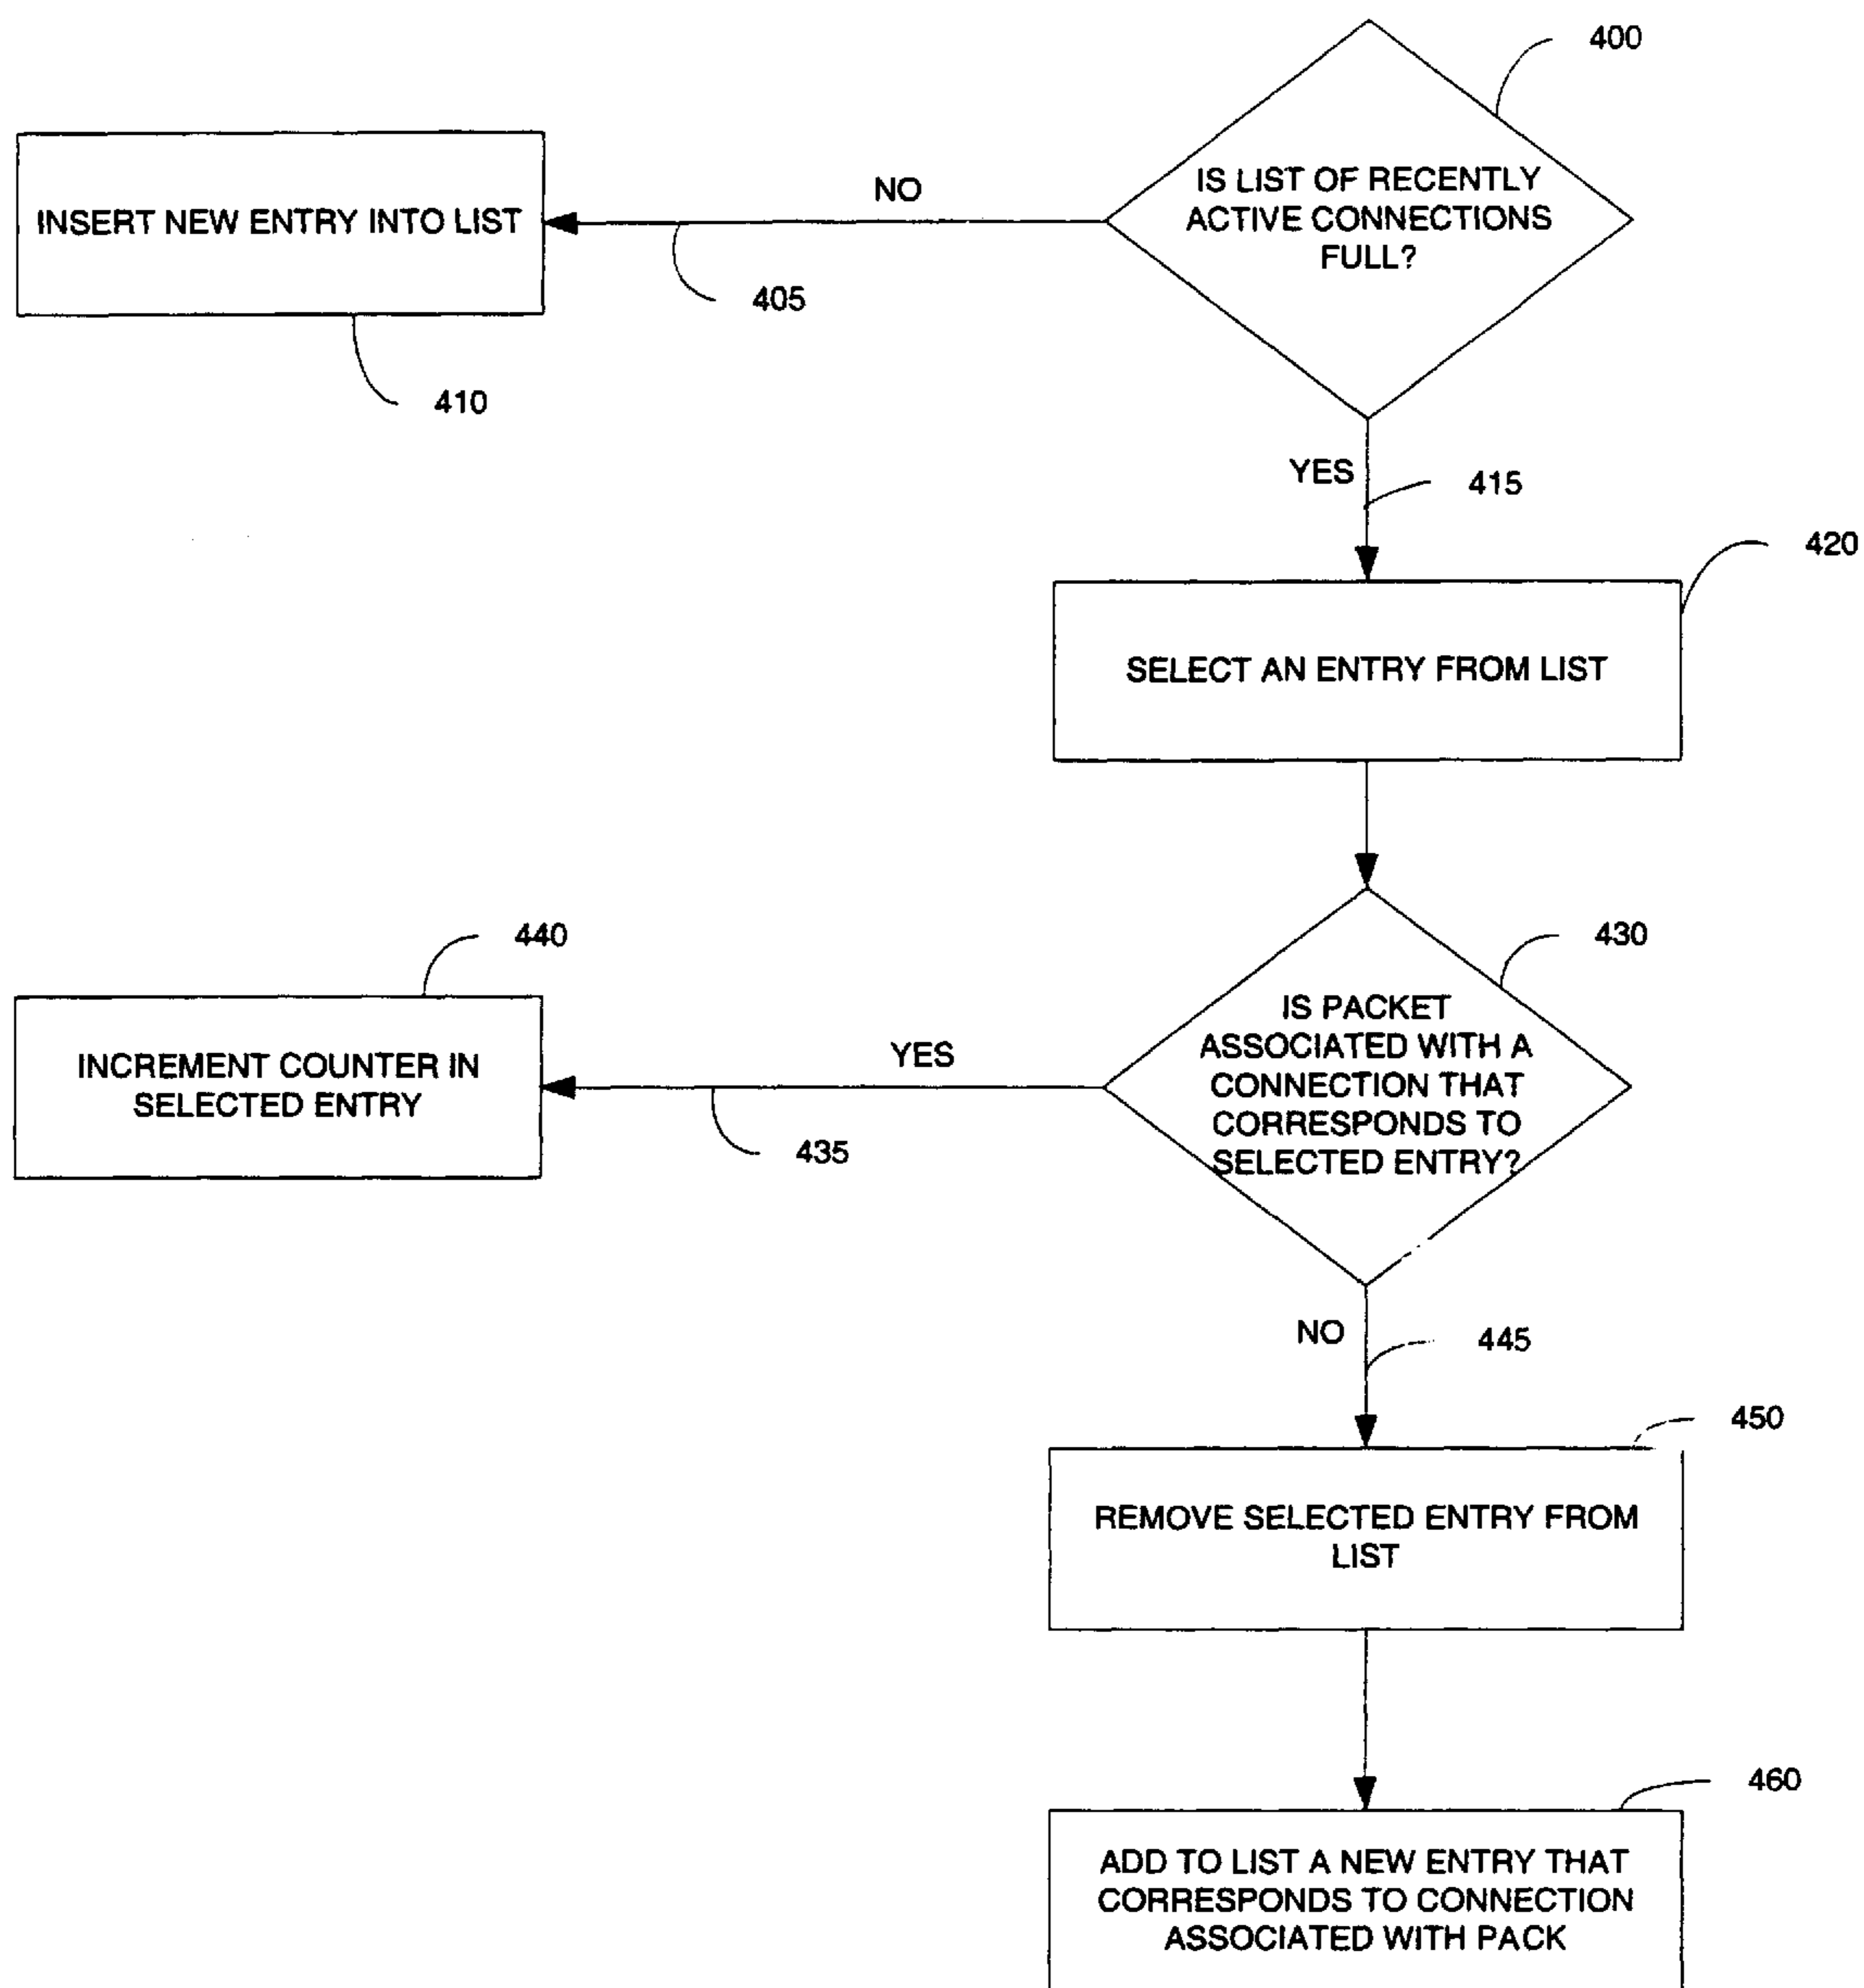 400
IS LIST OF RECENTLY
ACTIVE CONNECTIONS
FULL?
NO
405
INSERT NEW ENTRY INTO LIST
410
YES
415
420
SELECT AN ENTRY FROM LIST
430
IS PACKET
ASSOCIATED WITH A
CONNECTION THAT
CORRESPONDS TO
SELECTED ENTRY?
YES
435
440
INCREMENT COUNTER IN
SELECTED ENTRY
NO
445
450
REMOVE SELECTED ENTRY FROM
LIST
460
ADD TO LIST A NEW ENTRY THAT
CORRESPONDS TO CONNECTION
ASSOCIATED WITH PACK